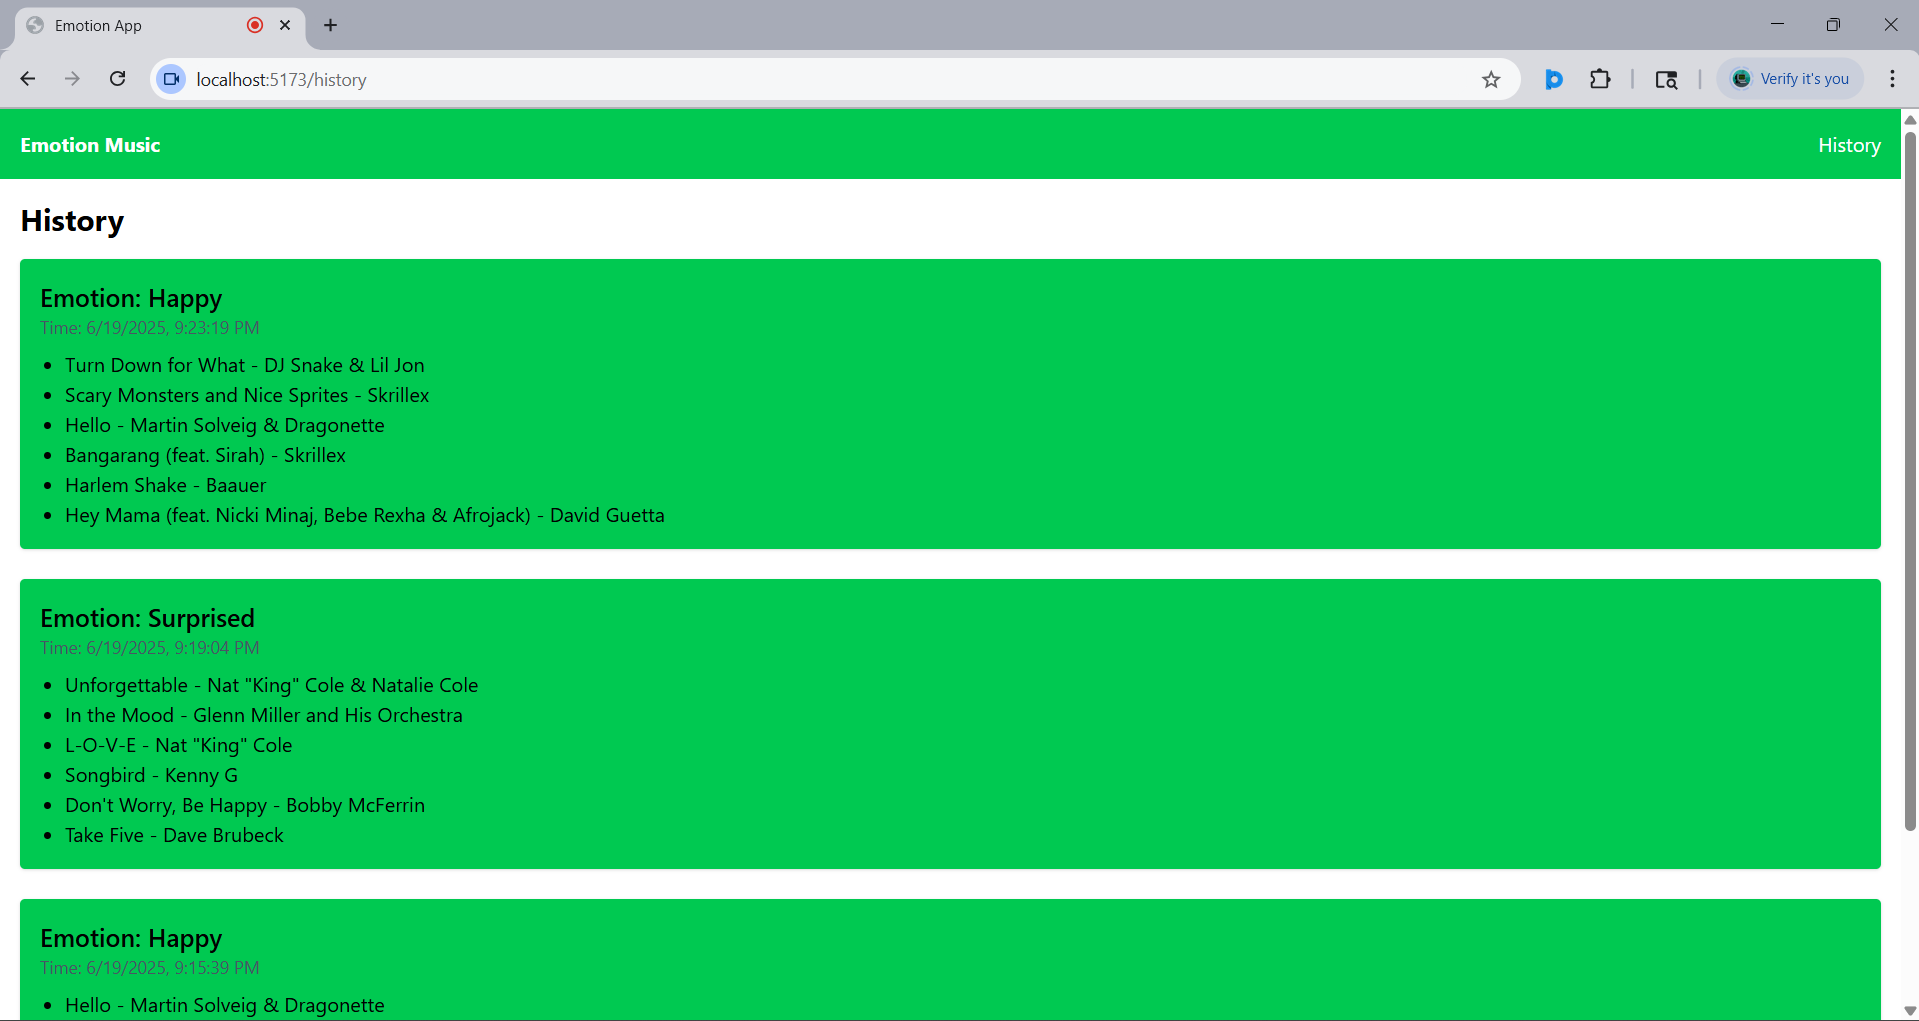 Emotion App
localhost:5173/history
Verify it's you
Emotion Music
History
History
Emotion: Happy
Time: 6/19/2025, 9:23:19 PM
Turn Down for What - DJ Snake & Lil Jon
Scary Monsters and Nice Sprites - Skrillex
Hello - Martin Solveig & Dragonette
Bangarang (feat. Sirah) - Skrillex
Harlem Shake - Baauer
Hey Mama (feat. Nicki Minaj, Bebe Rexha & Afrojack) - David Guetta
Emotion: Surprised
Time: 6/19/2025, 9:19:04 PM
Unforgettable - Nat "King" Cole & Natalie Cole
In the Mood - Glenn Miller and His Orchestra
L-O-V-E - Nat "King" Cole
Songbird - Kenny G
Don't Worry, Be Happy - Bobby McFerrin
Take Five - Dave Brubeck
Emotion: Happy
Time: 6/19/2025, 9:15:39 PM
Hello - Martin Solveig & Dragonette